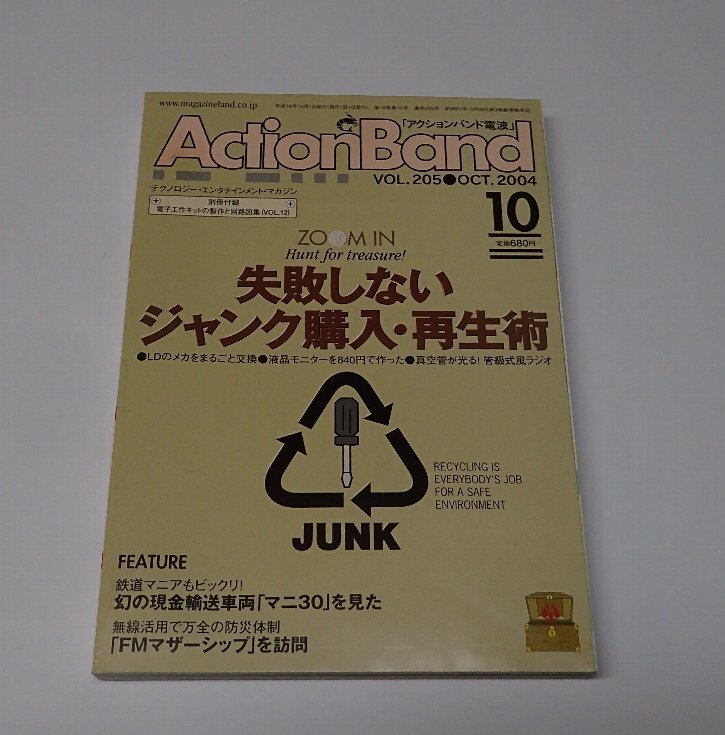 www.magazineland.co.jp
ActionBand
「アクションバンド電波」
VOL.205●OCT.2004
テクノロジー・エンタテインメント・マガジン
別冊付録
電子工作キットの製作と回路図集(VOL.12)
10
定価680円
ZOOM IN
Hunt for treasure!
失敗しない
ジャンク購入・再生術
●LDのメカをまるごと交換●液晶モニターを840円で作った●真空管が光る!管級式風ラジオ
RECYCLING IS
EVERYBODY'S JOB
FOR A SAFE
ENVIRONMENT
JUNK
FEATURE
鉄道マニアもビックリ!
幻の現金輸送車両「マニ30」を見た
無線活用で万全の防災体制
「FMマザーシップ」を訪問